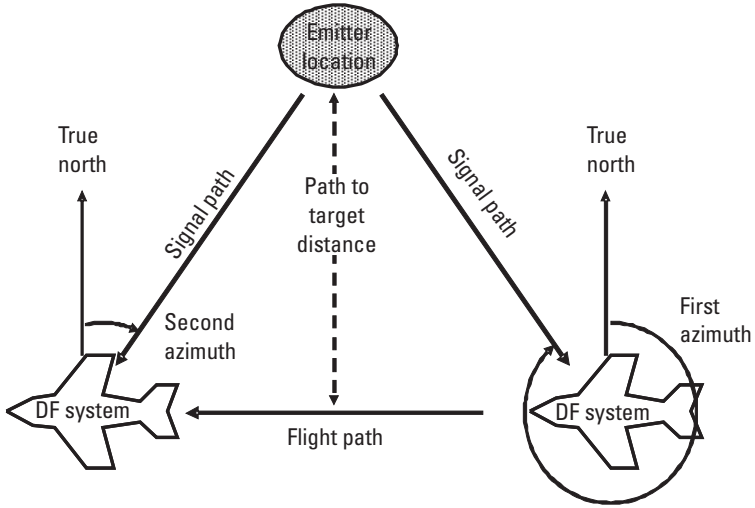 Emitter
location
True
north
True
north
Signal path
Path to
target
distance
Signal path
Second
azimuth
First
azimuth
DF system
DF system
Flight path